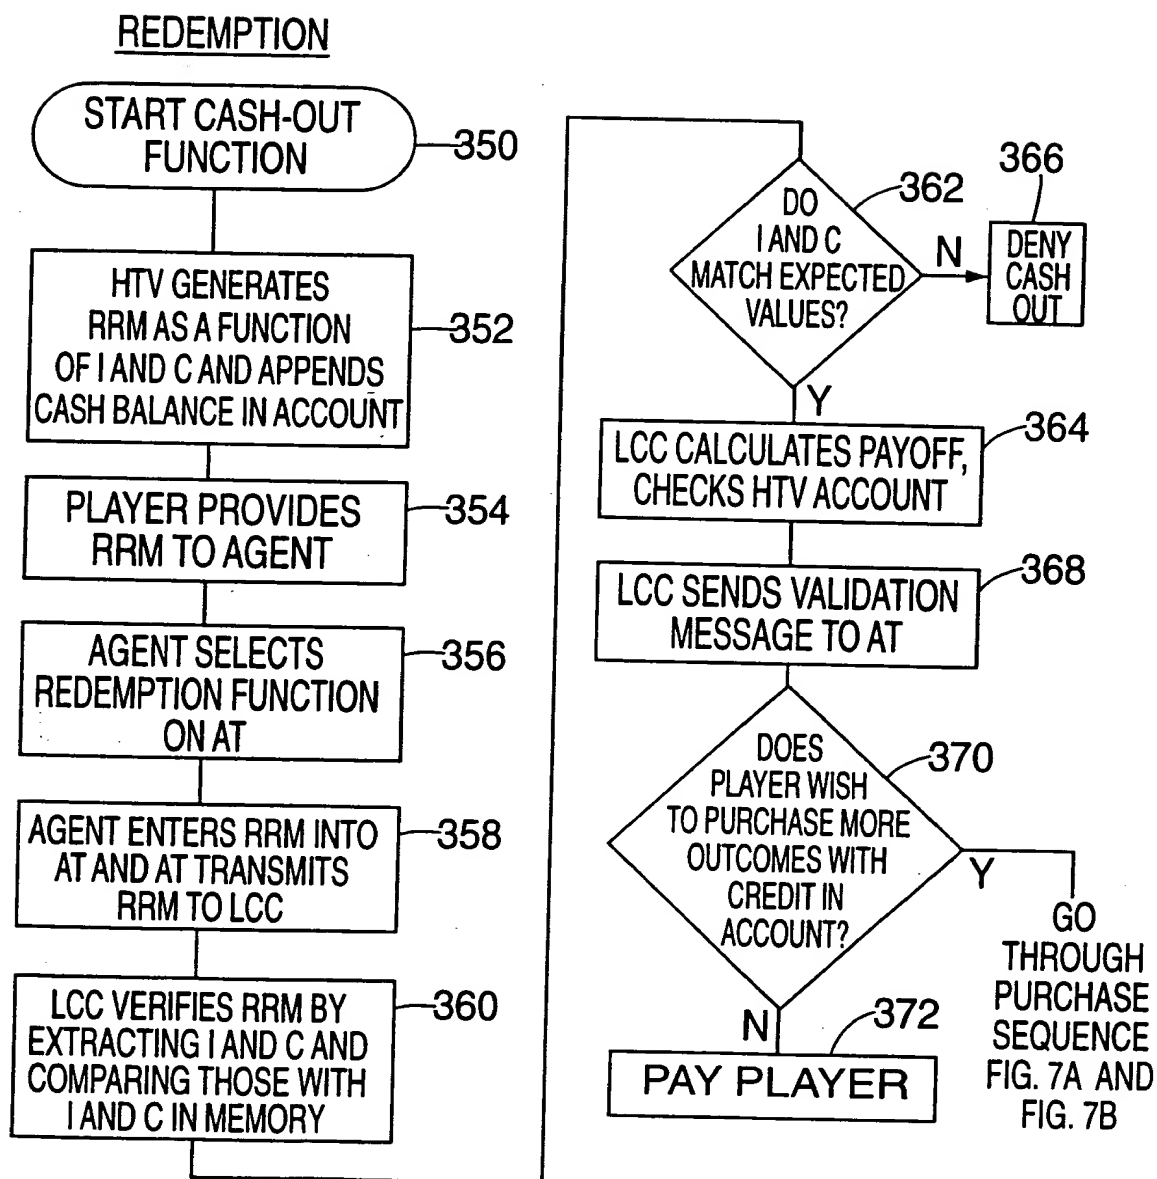 REDEMPTION
START CASH-OUT
FUNCTION
350
HTV GENERATES
RRM AS A FUNCTION
OF I AND C AND APPENDS
CASH BALANCE IN ACCOUNT
352
PLAYER PROVIDES
RRM TO AGENT
354
AGENT SELECTS
REDEMPTION FUNCTION
ON AT
356
AGENT ENTERS RRM INTO
AT AND AT TRANSMITS
RRM TO LCC
358
LCC VERIFIES RRM BY
EXTRACTING I AND C AND
COMPARING THOSE WITH
I AND C IN MEMORY
360
DO
I AND C
MATCH EXPECTED
VALUES?
362
N
366
DENY
CASH
OUT
Y
LCC CALCULATES PAYOFF,
CHECKS HTV ACCOUNT
364
LCC SENDS VALIDATION
MESSAGE TO AT
368
DOES
PLAYER WISH
TO PURCHASE MORE
OUTCOMES WITH
CREDIT IN
ACCOUNT?
370
Y
GO
THROUGH
PURCHASE
SEQUENCE
FIG. 7A AND
FIG. 7B
N
372
PAY PLAYER